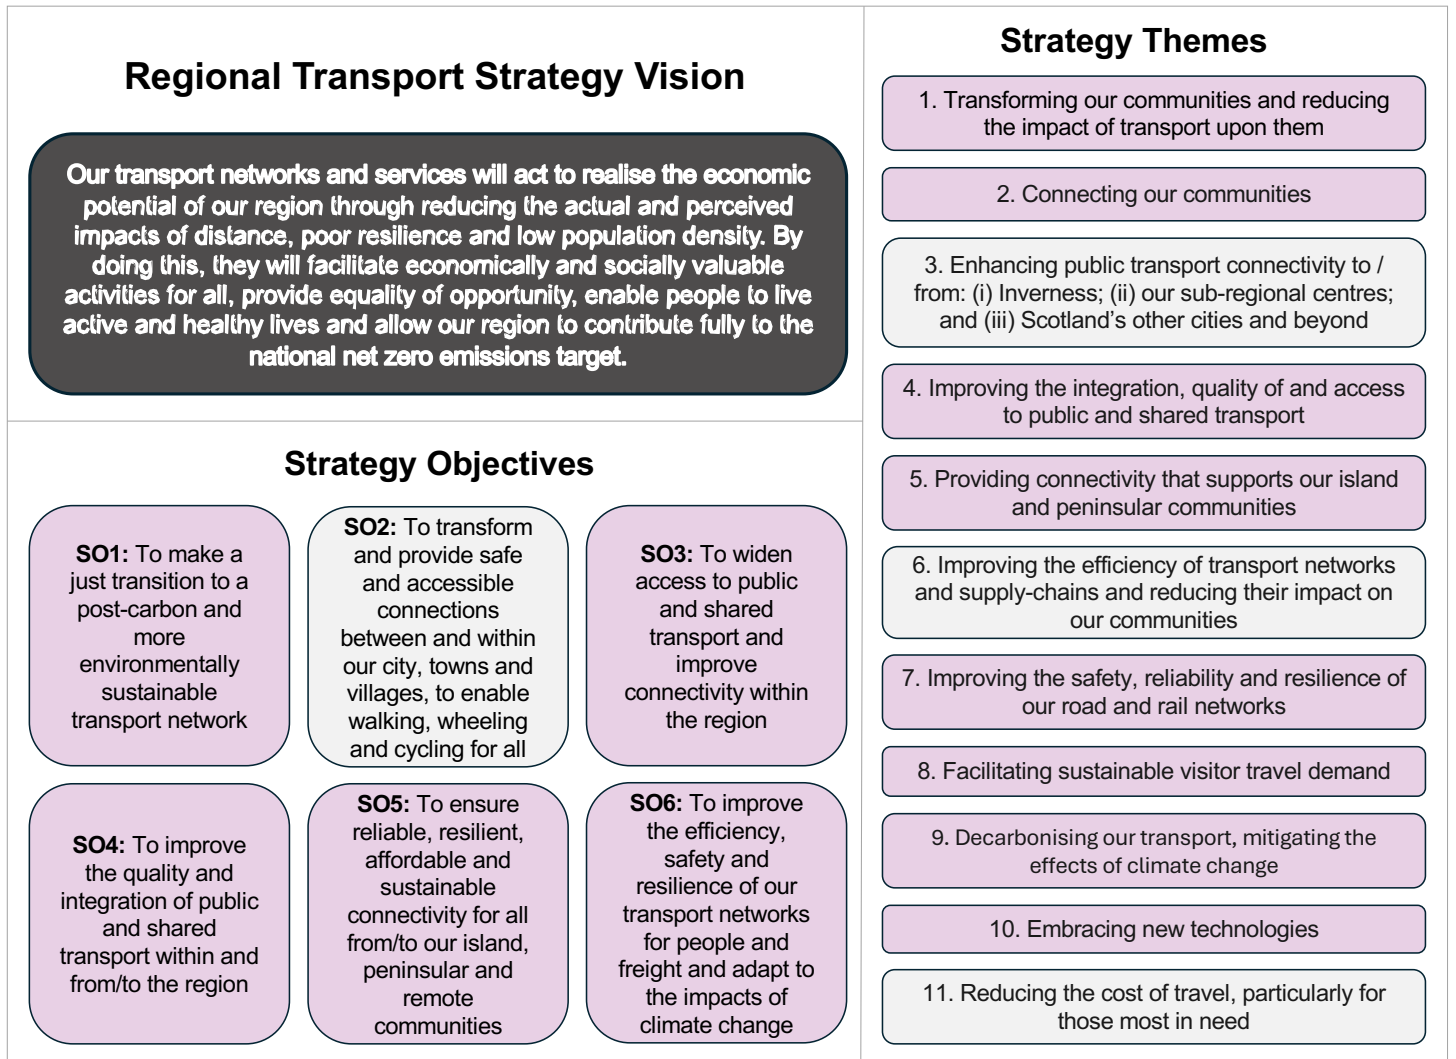 Regional Transport Strategy Vision
Our transport networks and services will act to realise the economic
potential of our region through reducing the actual and perceived
impacts of distance, poor resilience and low population density. By
doing this, they will facilitate economically and socially valuable
activities for all, provide equality of opportunity, enable people to live
active and healthy lives and allow our region to contribute fully to the
national net zero emissions target.
Strategy Objectives
SO1: To make a
just transition to a
post-carbon and
more
environmentally
sustainable
transport network
SO2: To transform
and provide safe
and accessible
connections
between and within
our city, towns and
villages, to enable
walking, wheeling
and cycling for all
SO3: To widen
access to public
and shared
transport and
improve
connectivity within
the region
SO4: To improve
the quality and
integration of public
and shared
transport within and
from/to the region
SO5: To ensure
reliable, resilient,
affordable and
sustainable
connectivity for all
from/to our island,
peninsular and
remote
communities
SO6: To improve
the efficiency,
safety and
resilience of our
transport networks
for people and
freight and adapt to
the impacts of
climate change
Strategy Themes
1. Transforming our communities and reducing
the impact of transport upon them
2. Connecting our communities
3. Enhancing public transport connectivity to /
from: (i) Inverness; (ii) our sub-regional centres;
and (iii) Scotland's other cities and beyond
4. Improving the integration, quality of and access
to public and shared transport
5. Providing connectivity that supports our island
and peninsular communities
6. Improving the efficiency of transport networks
and supply-chains and reducing their impact on
our communities
7. Improving the safety, reliability and resilience of
our road and rail networks
8. Facilitating sustainable visitor travel demand
9. Decarbonising our transport, mitigating the
effects of climate change
10. Embracing new technologies
11. Reducing the cost of travel, particularly for
those most in need